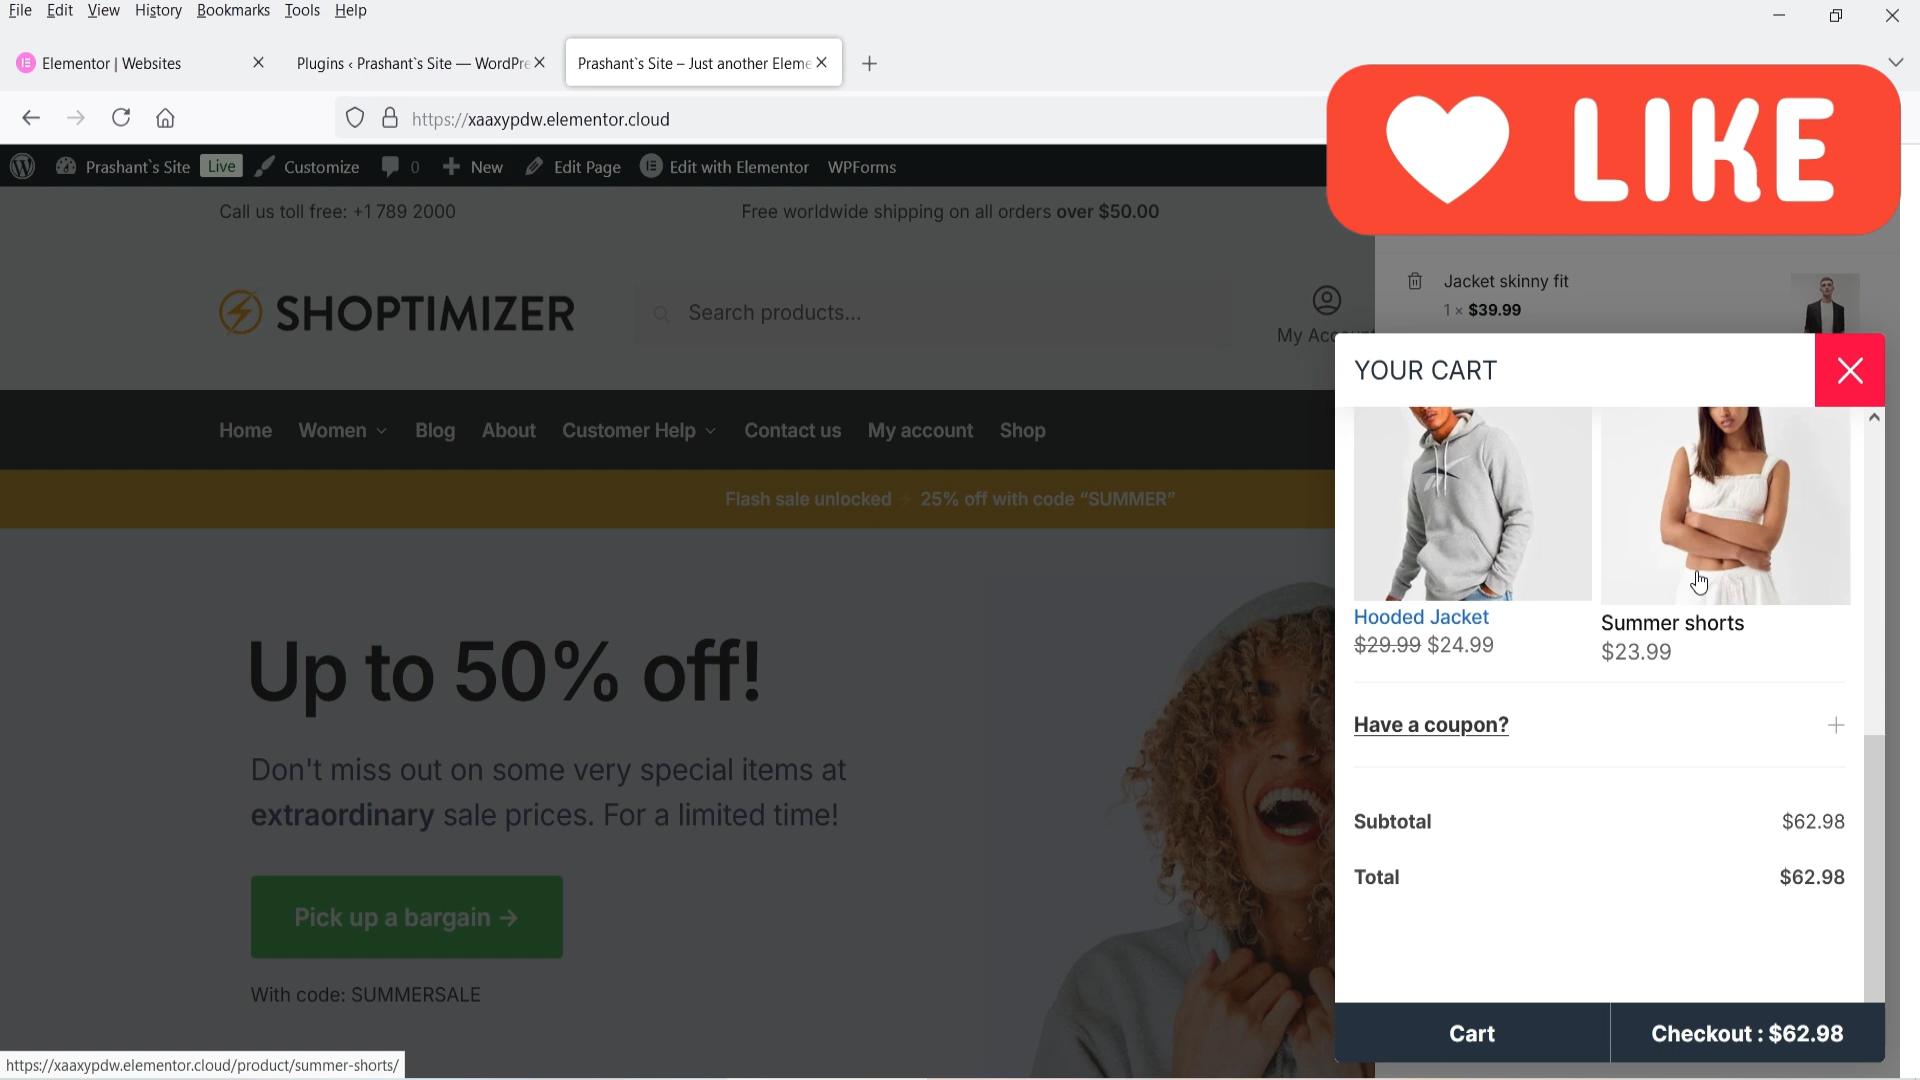 File Edit View History Bookmarks Tools Help
Elementor | Websites
Plugins ‹ Prashant`s Site — WordPre
Prashant`s Site – Just another Eleme
https://xaaxypdw.elementor.cloud
LIKE
Prashant`s Site Live Customize 0 New Edit Page Edit with Elementor WPForms
Call us toll free: +1 789 2000
Free worldwide shipping on all orders over $50.00
SHOPTIMIZER
Search products...
My Account
Jacket skinny fit
1 × $39.99
YOUR CART
Home Women Blog About Customer Help Contact us My account Shop
Flash sale unlocked ⚡ 25% off with code “SUMMER”
Up to 50% off!
Don't miss out on some very special items at
extraordinary sale prices. For a limited time!
Pick up a bargain →
With code: SUMMERSALE
Hooded Jacket
$29.99 $24.99
Summer shorts
$23.99
Have a coupon?
Subtotal $62.98
Total $62.98
Cart
Checkout : $62.98
https://xaaxypdw.elementor.cloud/product/summer-shorts/